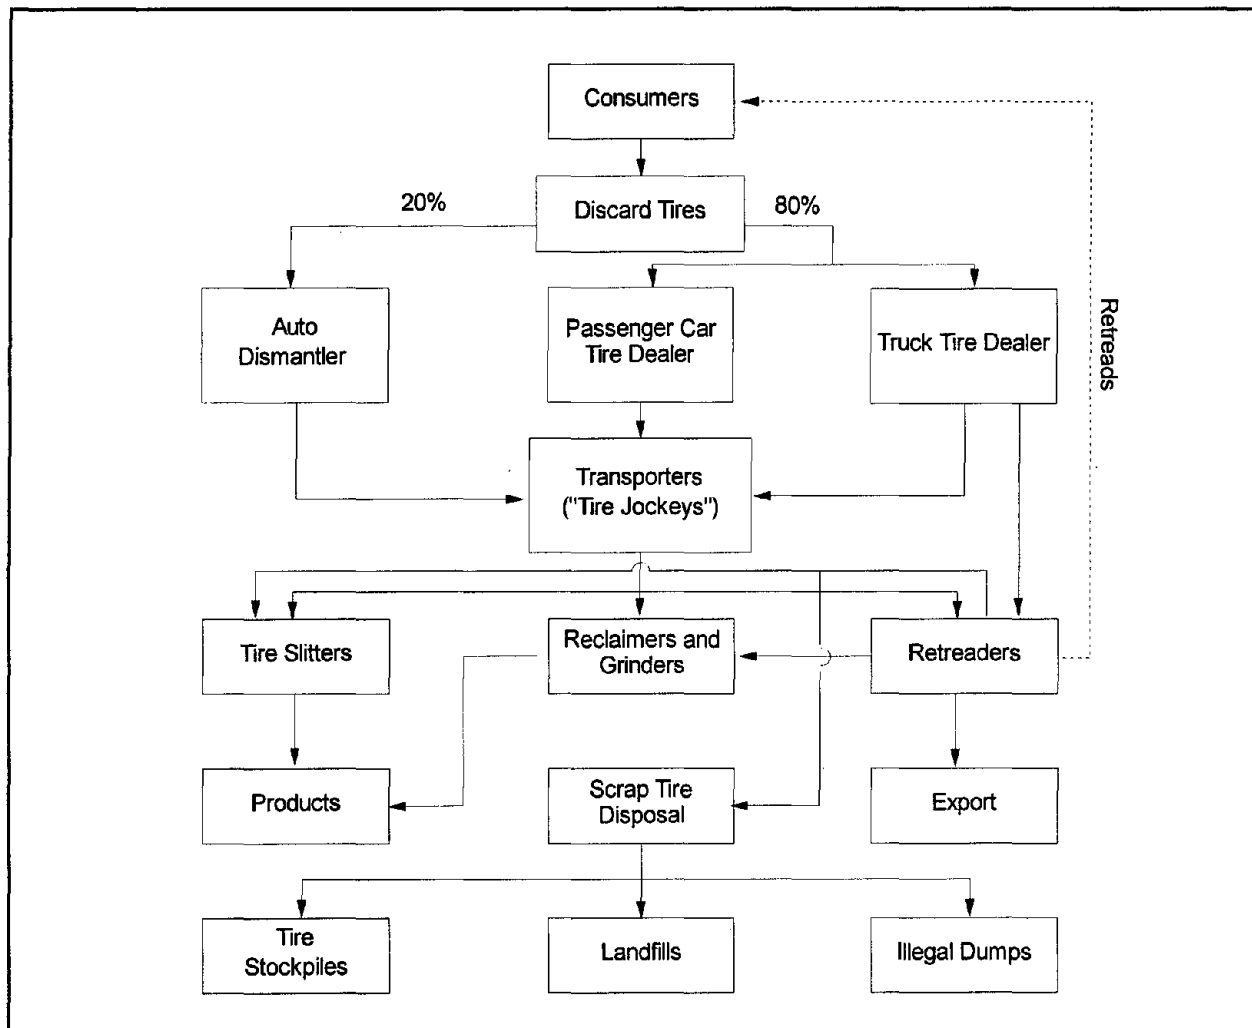 Consumers
Discard Tires
20%
80%
Auto
Dismantler
Passenger Car
Tire Dealer
Truck Tire Dealer
Retreads
Transporters
("Tire Jockeys")
Tire Slitters
Reclaimers and
Grinders
Retreaders
Products
Scrap Tire
Disposal
Export
Tire
Stockpiles
Landfills
Illegal Dumps